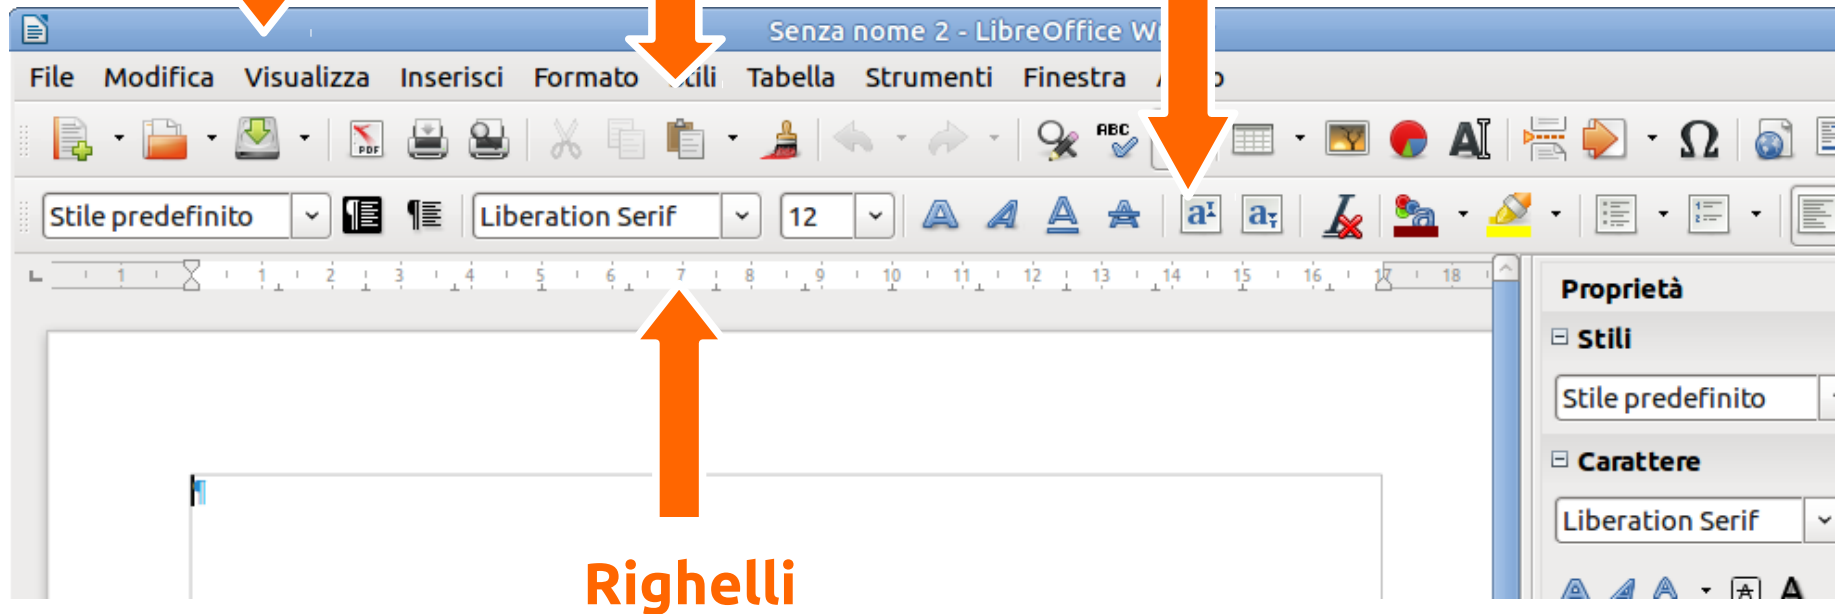 Senza nome 2 - LibreOffice
File Modifica Visualizza Inserisci Formato Tabella Strumenti Finestra
PDF ABC Ω
Stile predefinito Liberation Serif 12
1 1 2 3 4 5 6 7 8 9 10 11 12 13 14 15 16 17 18
Proprietà
Stili
Stile predefinito
Carattere
Liberation Serif
¶
Righelli